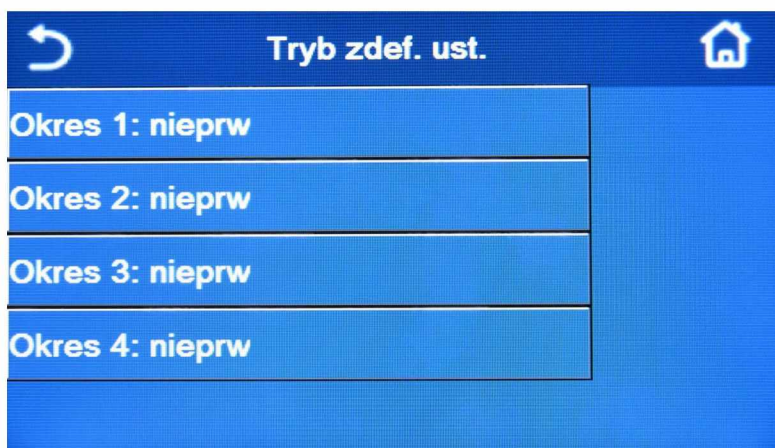 Tryb zdef. ust.
Okres 1: nieprw
Okres 2: nieprw
Okres 3: nieprw
Okres 4: nieprw